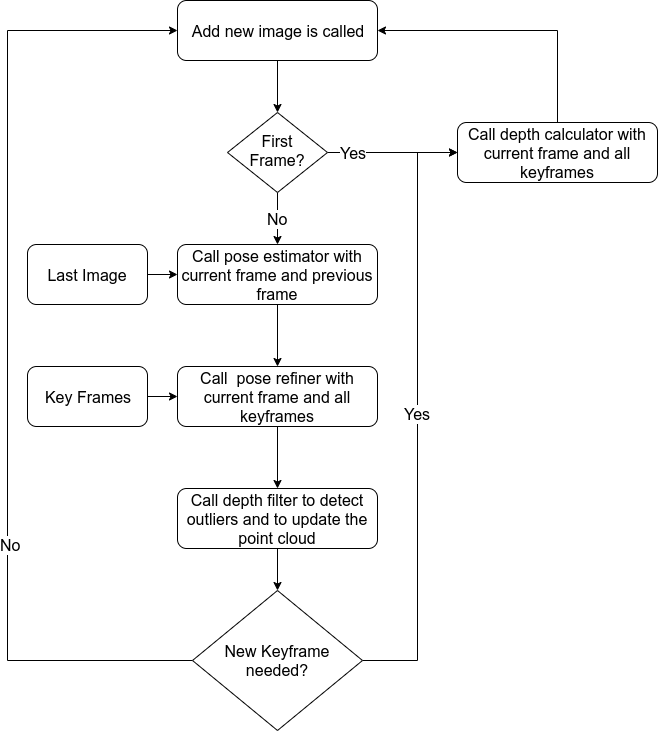 Add new image is called
First
Frame?
Yes
Call depth calculator with
current frame and all
keyframes
No
Last Image
Call pose estimator with
current frame and previous
frame
Key Frames
Call  pose refiner with
current frame and all
keyframes
Yes
Call depth filter to detect
outliers and to update the
point cloud
No
New Keyframe
needed?